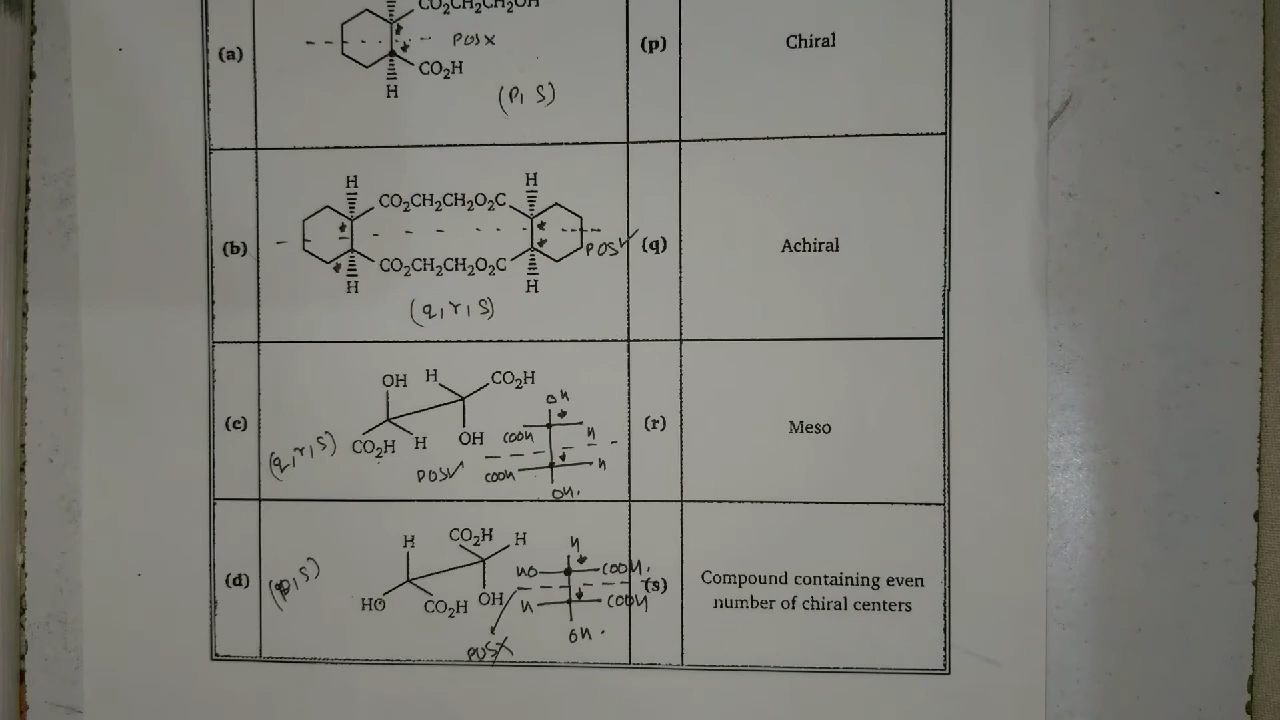 CO₂CH₂CH₂OH
POS X
(a)
CO₂H
H
(P, S)
(p)
Chiral
(b)
H H
CO₂CH₂CH₂O₂C
CO₂CH₂CH₂O₂C
H H
POS✓
(q, r, S)
(q)
Achiral
(c)
OH H CO₂H
CO₂H H OH
(q, r, S)
POS✓
OH
COOH H
COOH H
OH.
(r)
Meso
(d)
H CO₂H H
HO CO₂H OH
H
HO COOH.
H COOH
OH.
POS X
(s)
Compound containing even
number of chiral centers